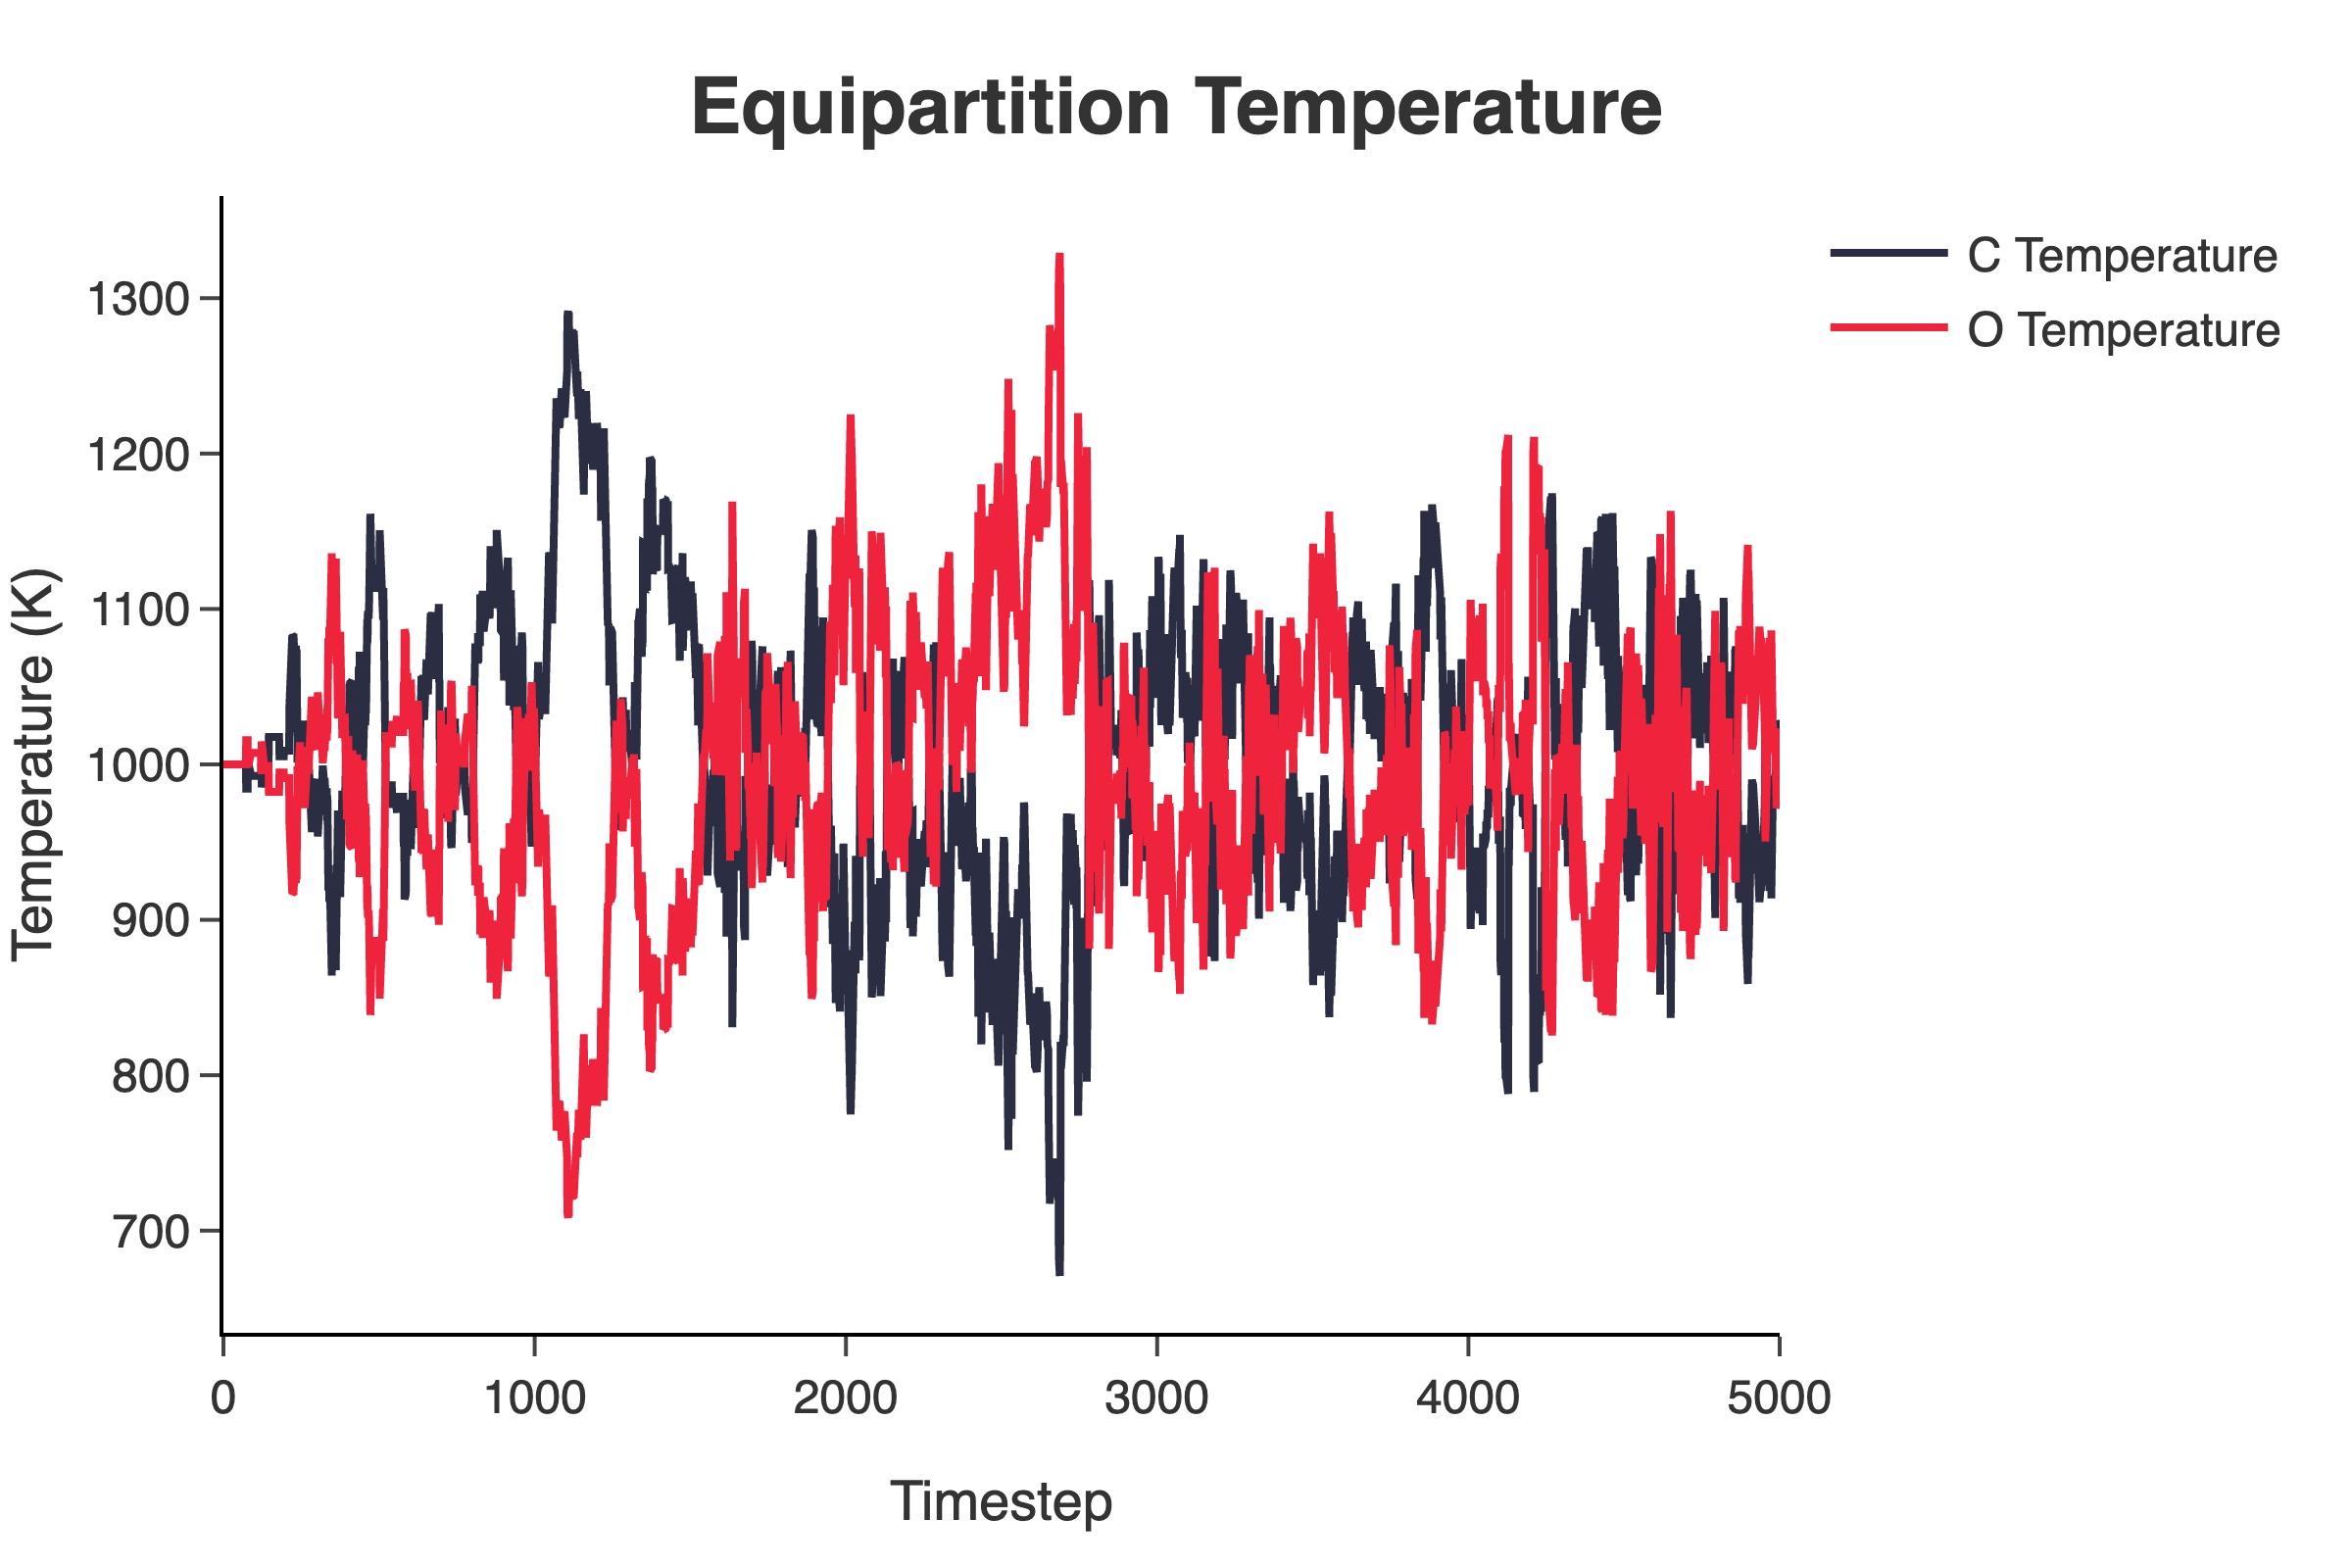 Equipartition Temperature
C Temperature
O Temperature
1300
1200
1100
1000
900
800
700
Temperature (K)
0 1000 2000 3000 4000 5000
Timestep